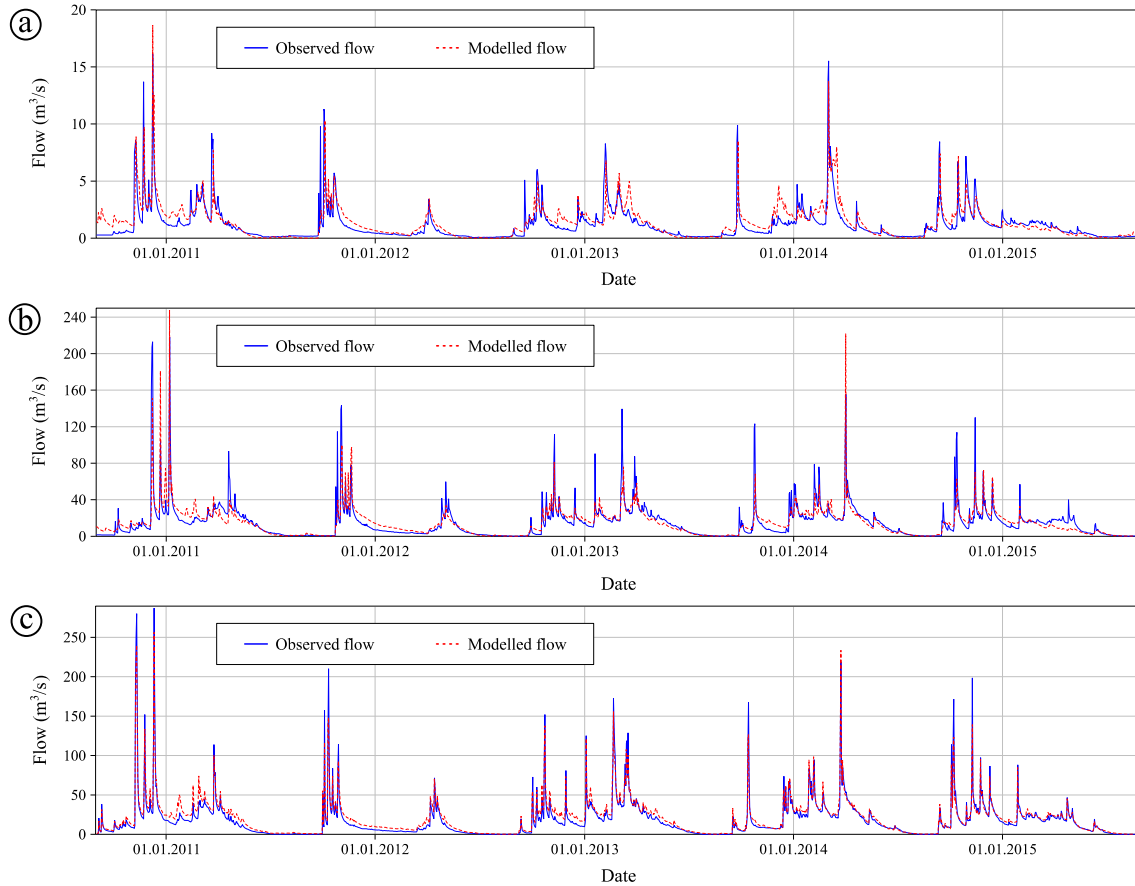 a
20
15
10
5
0
Flow (m³/s)
Observed flow
Modelled flow
01.01.2011
01.01.2012
01.01.2013
01.01.2014
01.01.2015
Date
b
240
200
160
120
80
40
0
Flow (m³/s)
Observed flow
Modelled flow
01.01.2011
01.01.2012
01.01.2013
01.01.2014
01.01.2015
Date
c
250
200
150
100
50
0
Flow (m³/s)
Observed flow
Modelled flow
01.01.2011
01.01.2012
01.01.2013
01.01.2014
01.01.2015
Date